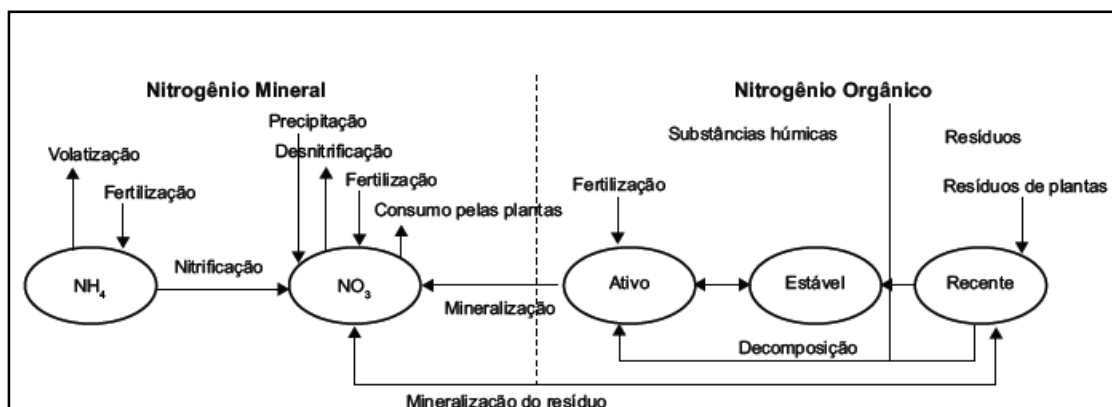 Nitrogênio Mineral
Nitrogênio Orgânico
Precipitação
Substâncias húmicas
Resíduos
Volatização
Desnitrificação
Fertilização
Fertilização
Fertilização
Resíduos de plantas
Consumo pelas plantas
NH₄
Nitrificação
NO₃
Mineralização
Ativo
Estável
Recente
Decomposição
Mineralização do resíduo